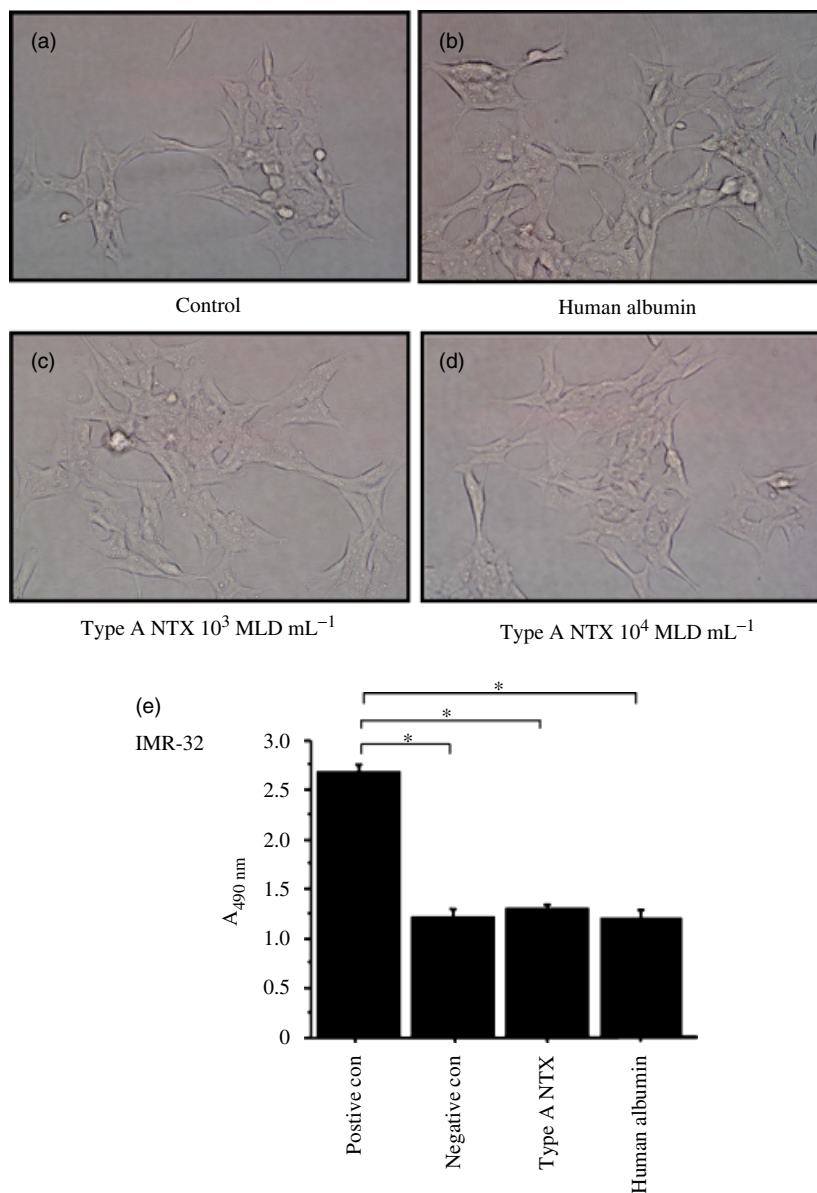 (a)
(b)
Control
Human albumin
(c)
(d)
Type A NTX 10³ MLD mL⁻¹
Type A NTX 10⁴ MLD mL⁻¹
(e)
IMR-32
*
*
*
3.0
2.5
2.0
1.5
1.0
0.5
0
A490 nm
Postive con
Negative con
Type A NTX
Human albumin